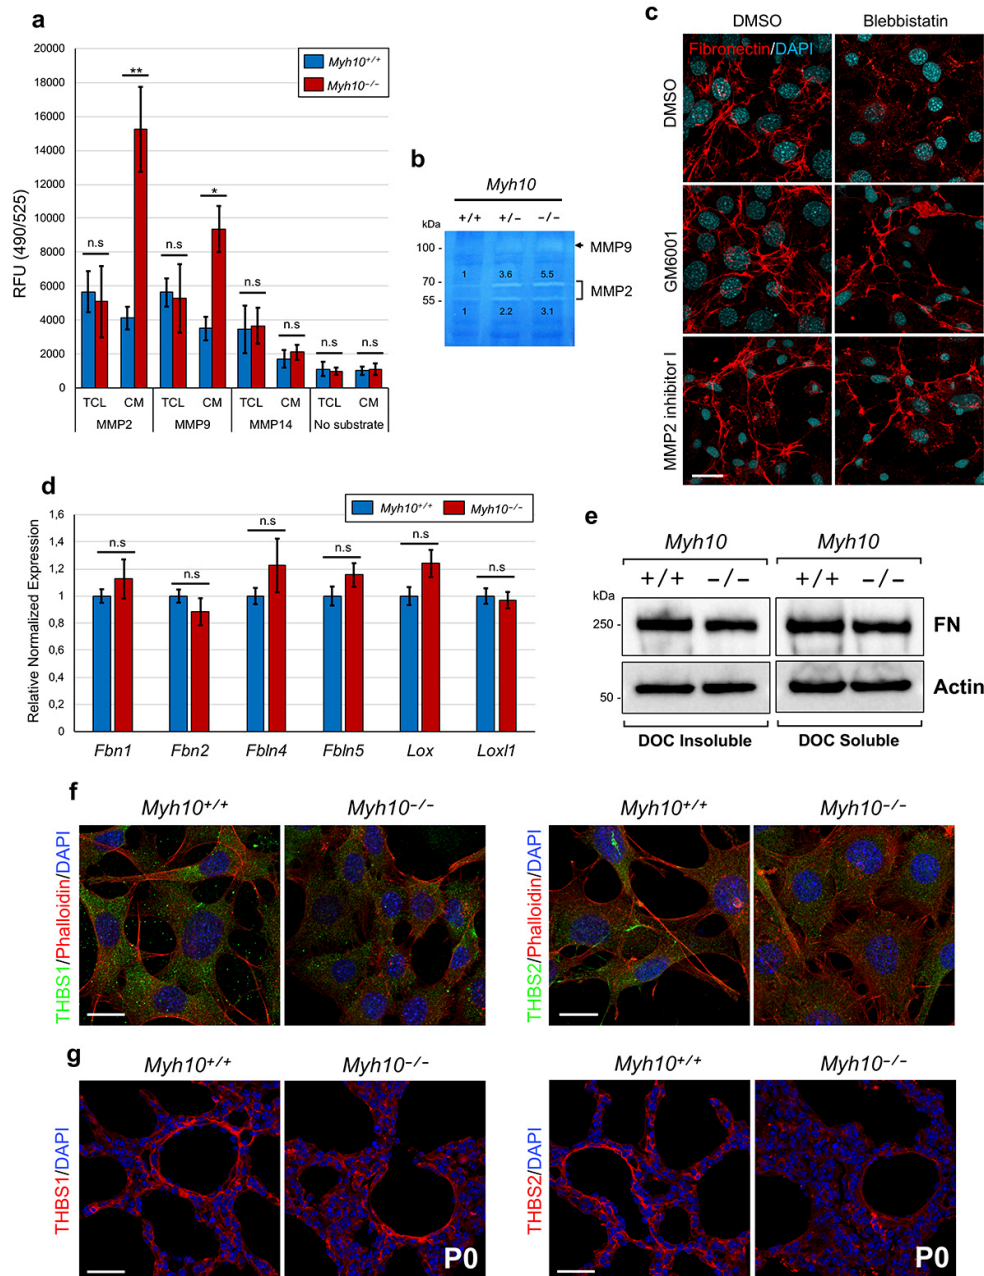 a
20000
18000
16000
14000
12000
10000
8000
6000
4000
2000
0
RFU (490/525)
Myh10+/+
Myh10−/−
n.s
**
n.s
*
n.s
n.s
n.s
n.s
TCL CM TCL CM TCL CM TCL CM
MMP2 MMP9 MMP14 No substrate
b
Myh10
+/+ +/− −/−
kDa
100 -
70 -
55 -
1 3.6 5.5
1 2.2 3.1
MMP9
MMP2
c
DMSO Blebbistatin
Fibronectin/DAPI
DMSO
GM6001
MMP2 inhibitor I
d
Myh10+/+ Myh10−/−
1,6
1,4
1,2
1
0,8
0,6
0,4
0,2
0
Relative Normalized Expression
n.s n.s n.s n.s n.s n.s
Fbn1 Fbn2 Fbln4 Fbln5 Lox Loxl1
e
Myh10 Myh10
+/+ −/− +/+ −/−
kDa
250 -
50 -
FN
Actin
DOC Insoluble DOC Soluble
f
Myh10+/+ Myh10−/− Myh10+/+ Myh10−/−
THBS1/Phalloidin/DAPI
THBS2/Phalloidin/DAPI
g
Myh10+/+ Myh10−/− Myh10+/+ Myh10−/−
THBS1/DAPI
P0
THBS2/DAPI
P0